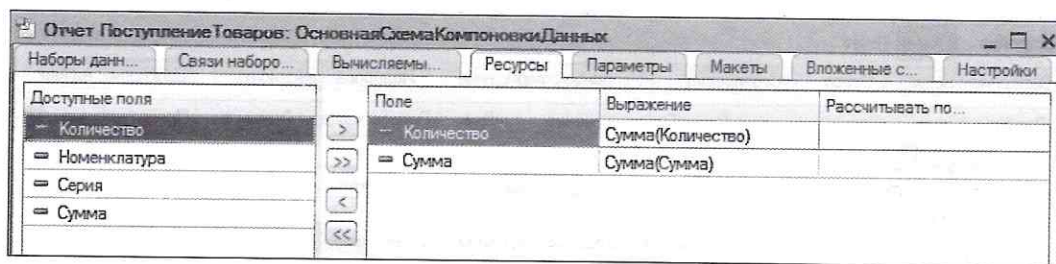 Отчет ПоступлениеТоваров: ОсновнаяСхемаКомпоновкиДанных
Наборы данн... Связи наборо... Вычисляемы... Ресурсы Параметры Макеты Вложенные с... Настройки
Доступные поля Поле Выражение Рассчитывать по...
Количество > Количество Сумма(Количество)
Номенклатура >> Сумма Сумма(Сумма)
Серия <
Сумма <<